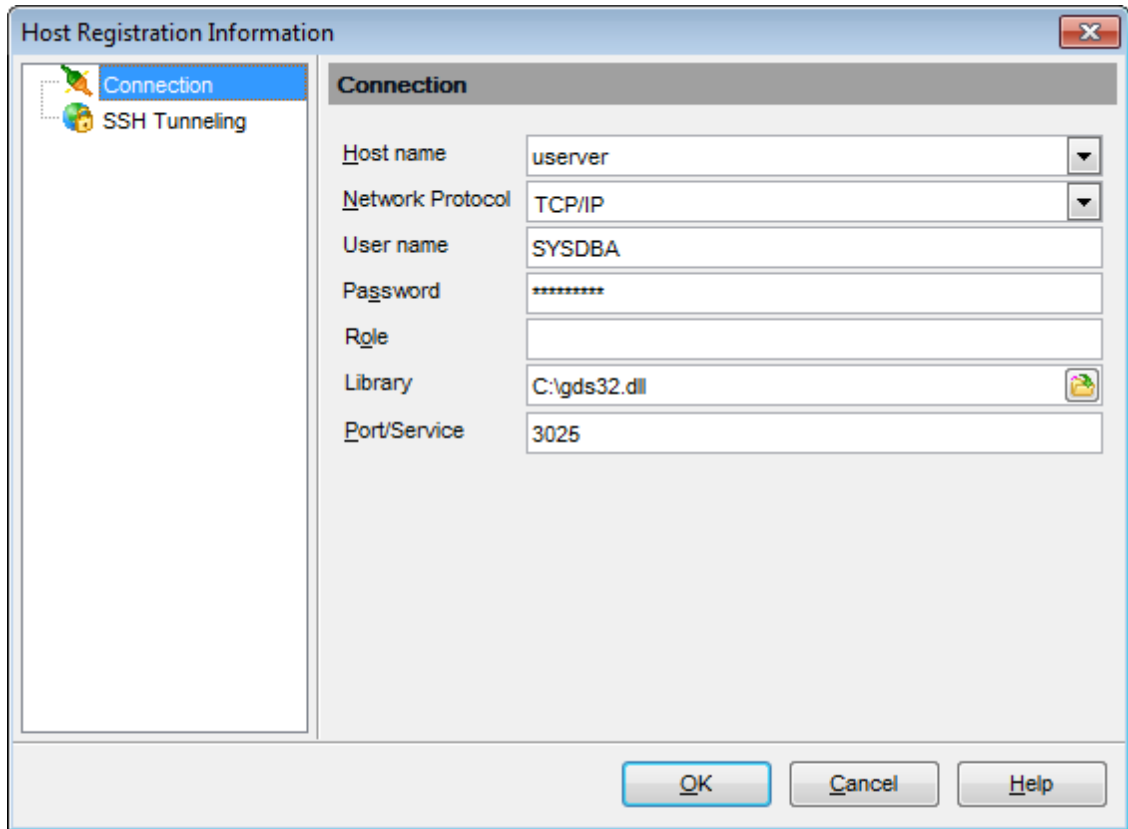 Host Registration Information
Connection
SSH Tunneling
Connection
Host name
userver
Network Protocol
TCP/IP
User name
SYSDBA
Password
*********
Role
Library
C:\gds32.dll
Port/Service
3025
OK
Cancel
Help